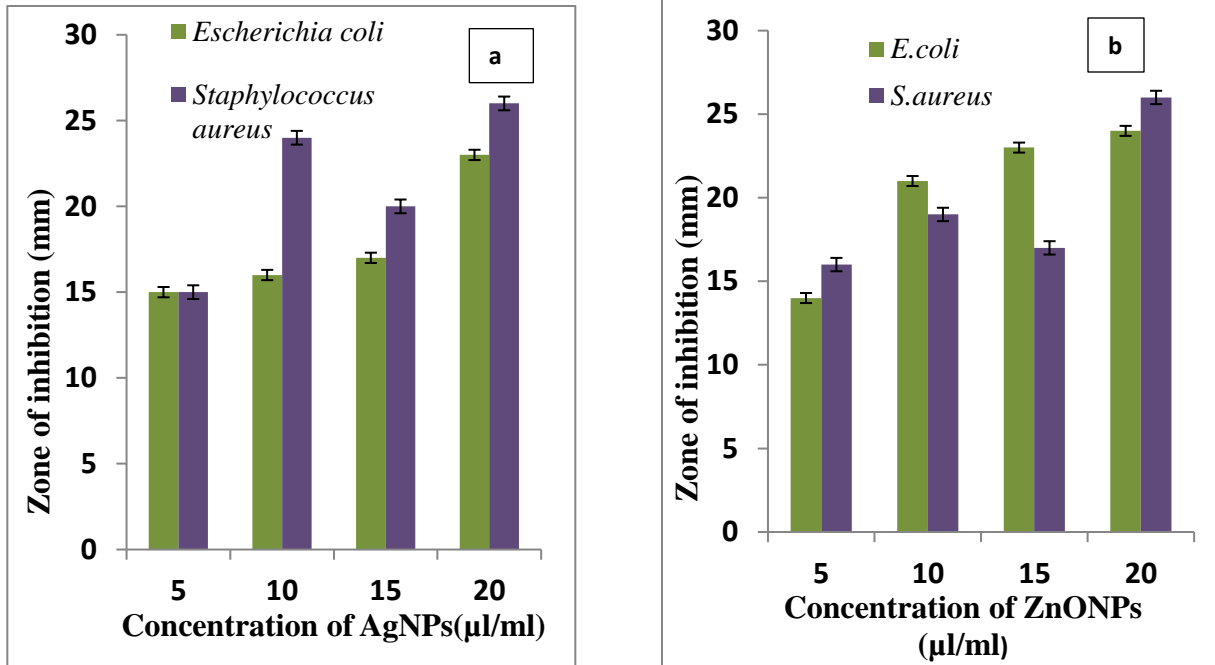 Zone of inhibition (mm)
30
25
20
15
10
5
0
Escherichia coli
Staphylococcus
aureus
a
5 10 15 20
Concentration of AgNPs(µl/ml)
Zone of inhibition (mm)
30
25
20
15
10
5
0
E.coli
S.aureus
b
5 10 15 20
Concentration of ZnONPs
(µl/ml)